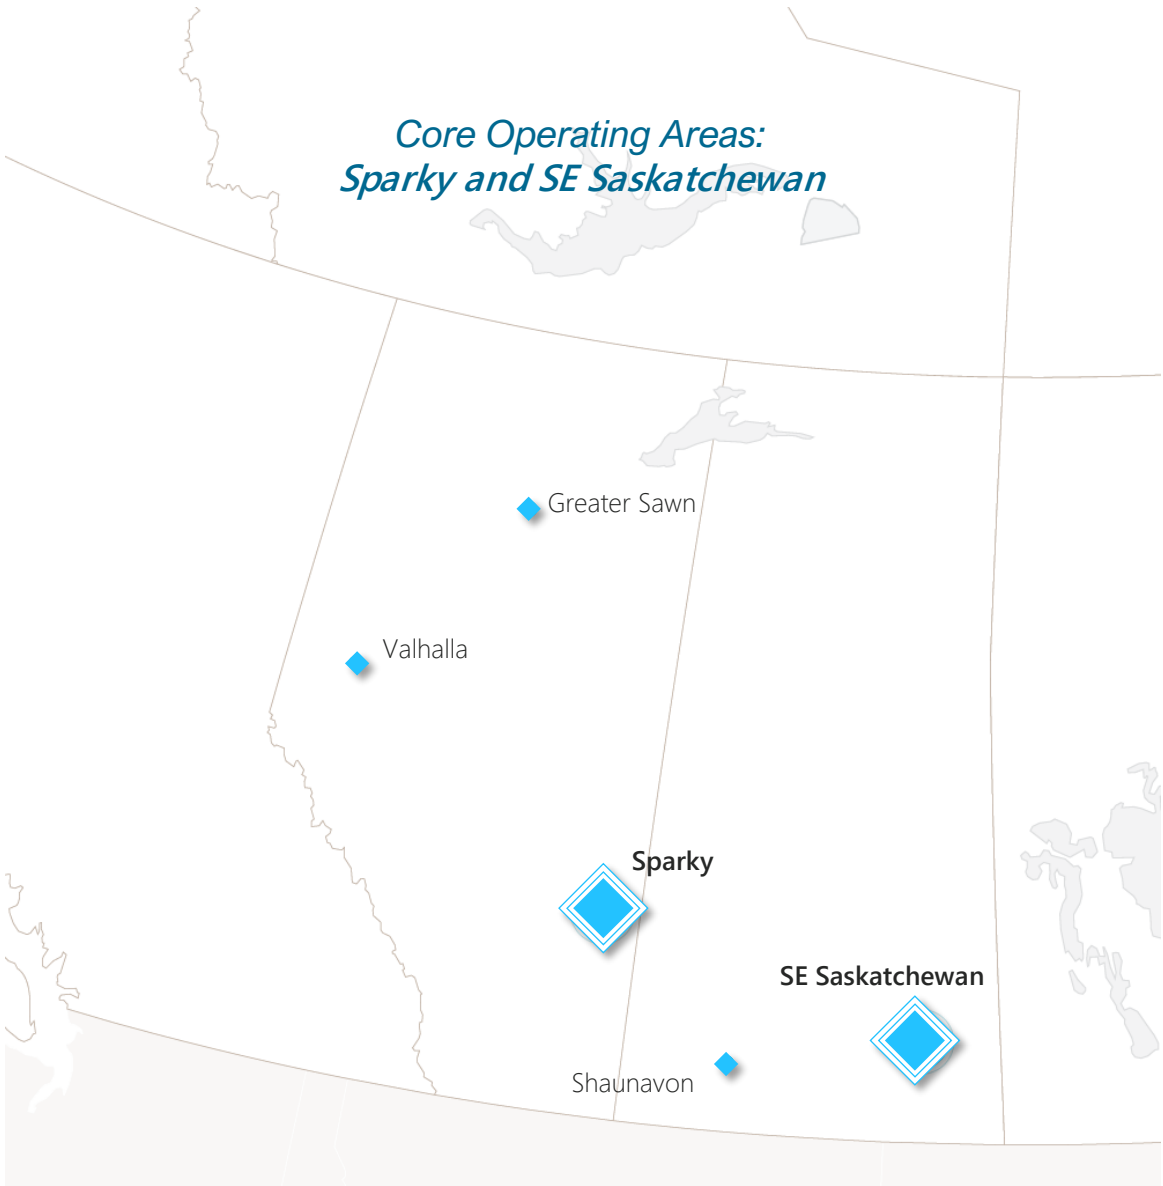 Core Operating Areas:
Sparky and SE Saskatchewan
Greater Sawn
Valhalla
Sparky
SE Saskatchewan
Shaunavon